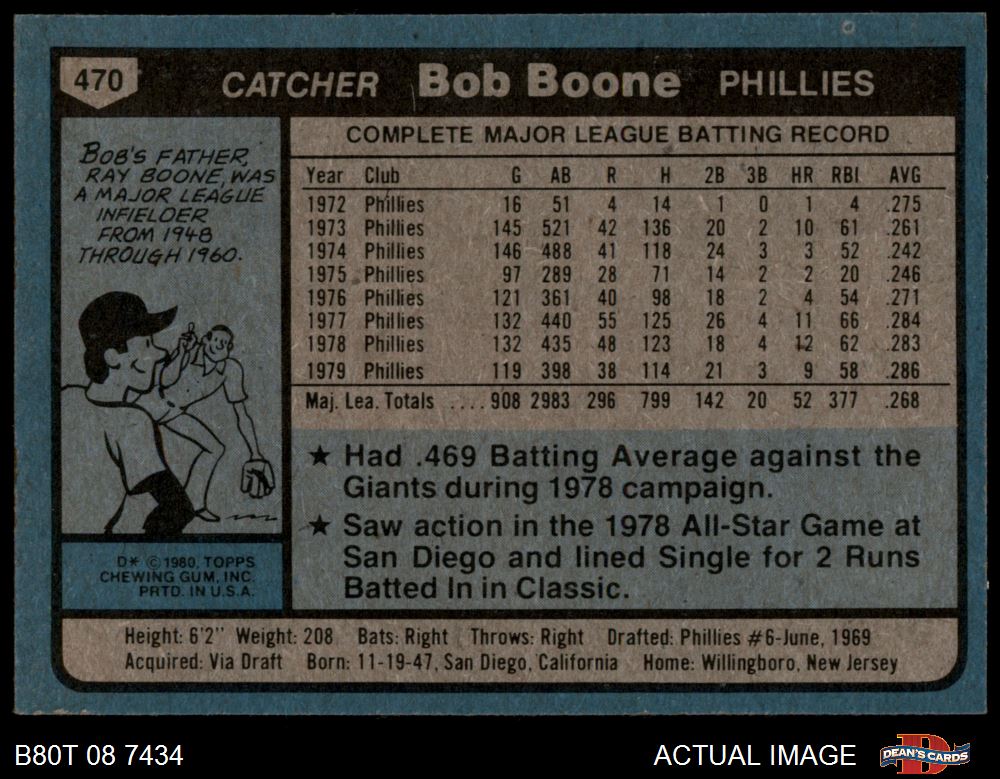 470 CATCHER Bob Boone PHILLIES
BOB'S FATHER,
RAY BOONE, WAS
A MAJOR LEAGUE
INFIELDER
FROM 1948
THROUGH 1960.
D* © 1980, TOPPS
CHEWING GUM, INC.
PRTD. IN U.S.A.
COMPLETE MAJOR LEAGUE BATTING RECORD
Year Club G AB R H 2B 3B HR RBI AVG
1972 Phillies 16 51 4 14 1 0 1 4 .275
1973 Phillies 145 521 42 136 20 2 10 61 .261
1974 Phillies 146 488 41 118 24 3 3 52 .242
1975 Phillies 97 289 28 71 14 2 2 20 .246
1976 Phillies 121 361 40 98 18 2 4 54 .271
1977 Phillies 132 440 55 125 26 4 11 66 .284
1978 Phillies 132 435 48 123 18 4 12 62 .283
1979 Phillies 119 398 38 114 21 3 9 58 .286
Maj. Lea. Totals .... 908 2983 296 799 142 20 52 377 .268
★ Had .469 Batting Average against the
Giants during 1978 campaign.
★ Saw action in the 1978 All-Star Game at
San Diego and lined Single for 2 Runs
Batted In in Classic.
Height: 6'2" Weight: 208 Bats: Right Throws: Right Drafted: Phillies #6-June, 1969
Acquired: Via Draft Born: 11-19-47, San Diego, California Home: Willingboro, New Jersey
B80T 08 7434 ACTUAL IMAGE DEAN'S CARDS